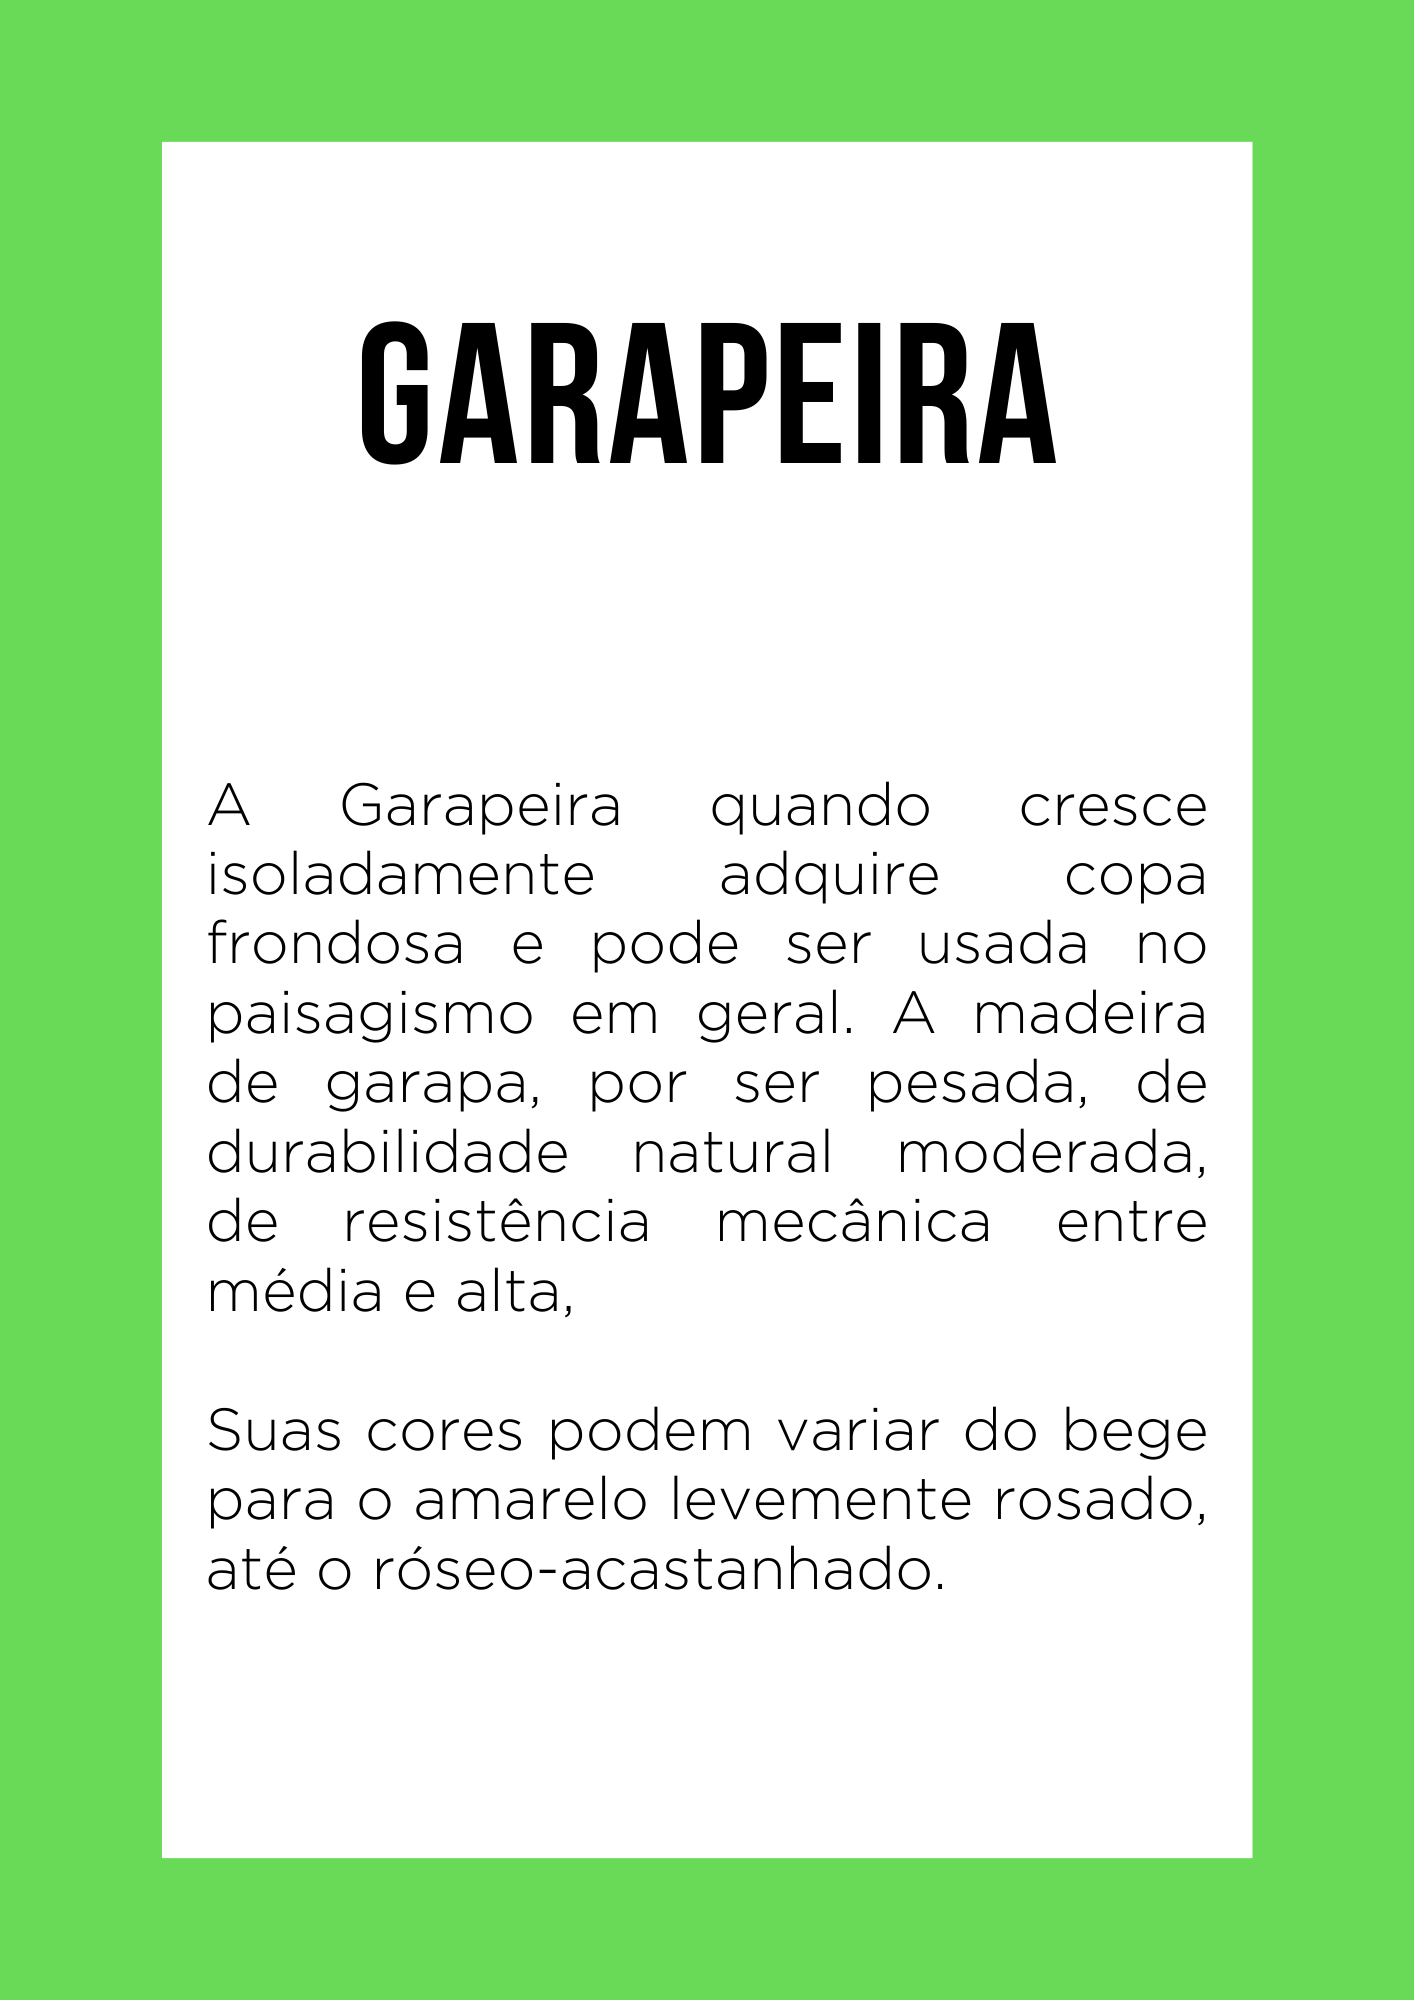 GARAPEIRA
A Garapeira quando cresce
isoladamente adquire copa
frondosa e pode ser usada no
paisagismo em geral. A madeira
de garapa, por ser pesada, de
durabilidade natural moderada,
de resistência mecânica entre
média e alta,
Suas cores podem variar do bege
para o amarelo levemente rosado,
até o róseo-acastanhado.